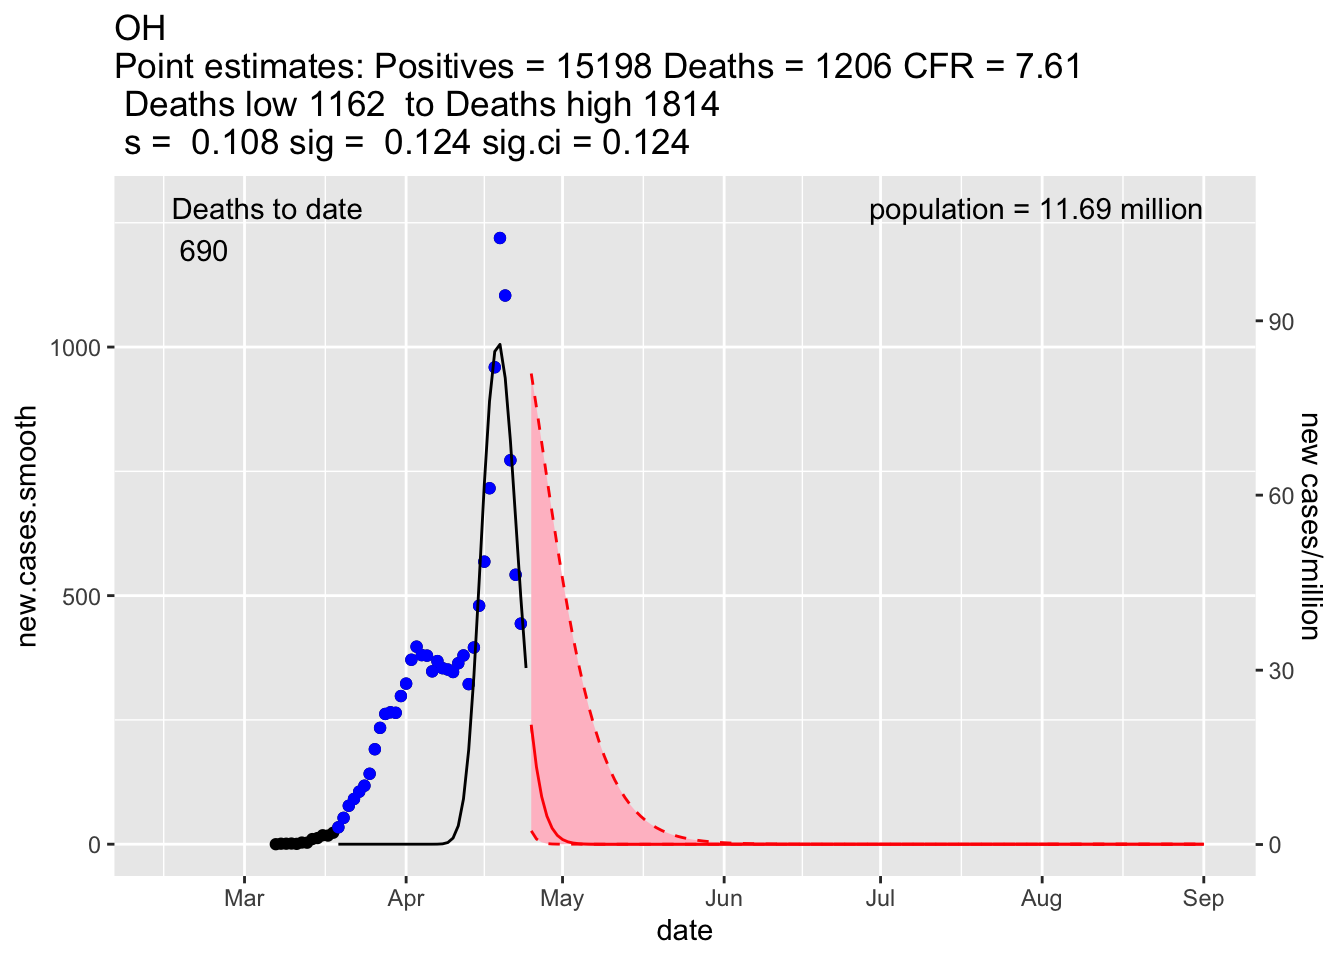 OH
Point estimates: Positives = 15198 Deaths = 1206 CFR = 7.61
Deaths low 1162  to Deaths high 1814
s =  0.108 sig =  0.124 sig.ci = 0.124
Deaths to date
690
population = 11.69 million
1000
500
0
new.cases.smooth
90
60
30
0
new cases/million
Mar Apr May Jun Jul Aug Sep
date